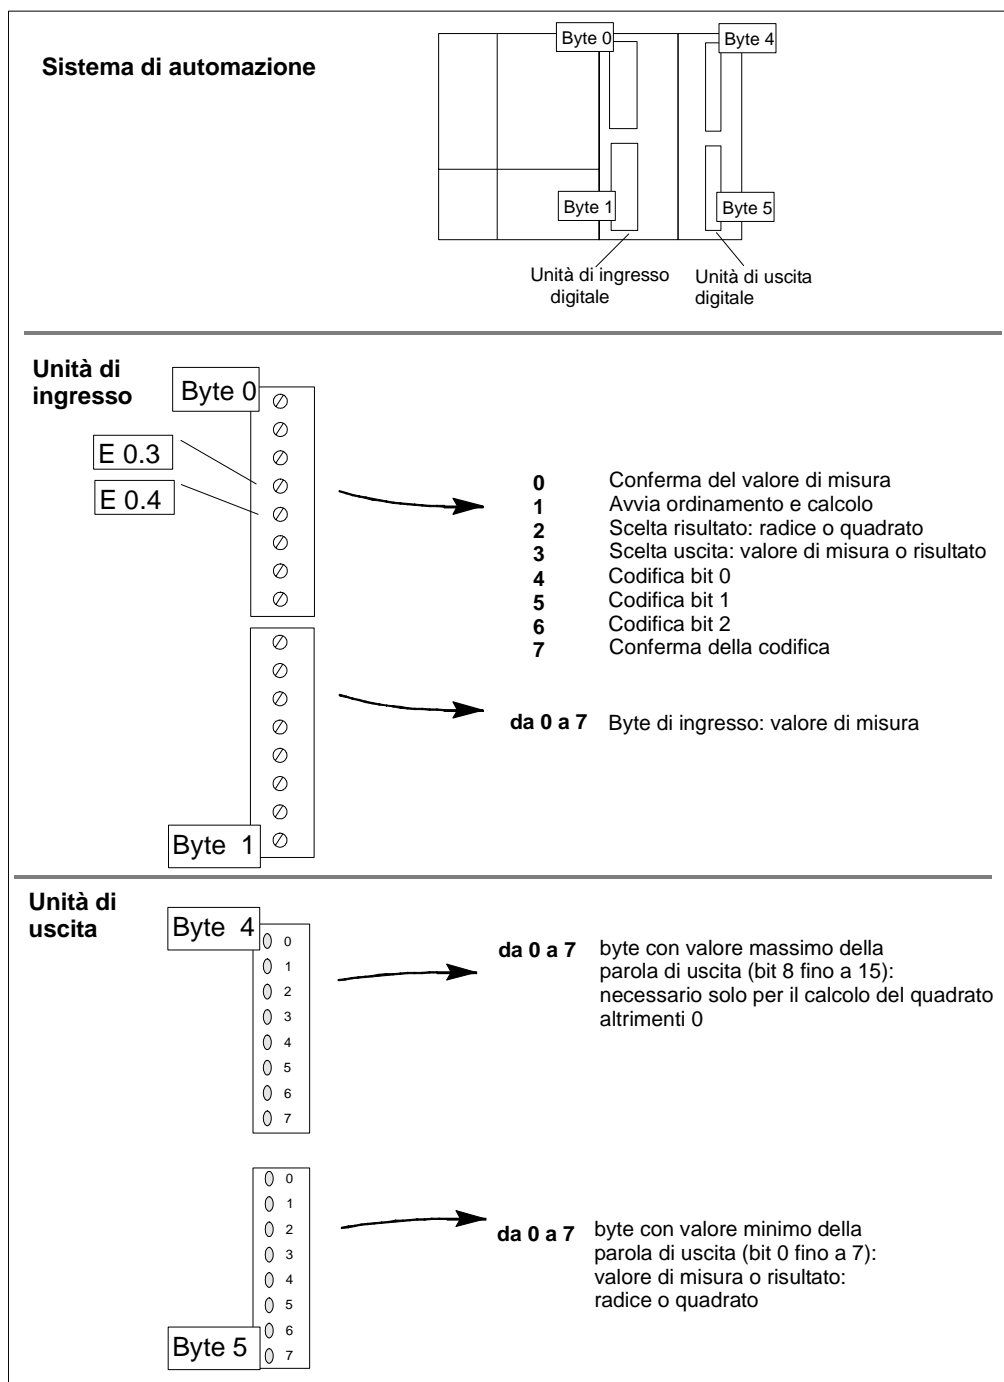 Sistema di automazione
Byte 0
Byte 4
Byte 1
Byte 5
Unità di ingresso
digitale
Unità di uscita
digitale
Unità di
ingresso
Byte 0
E 0.3
E 0.4
0 Conferma del valore di misura
1 Avvia ordinamento e calcolo
2 Scelta risultato: radice o quadrato
3 Scelta uscita: valore di misura o risultato
4 Codifica bit 0
5 Codifica bit 1
6 Codifica bit 2
7 Conferma della codifica
da 0 a 7 Byte di ingresso: valore di misura
Byte 1
Unità di
uscita
Byte 4
0
1
2
3
4
5
6
7
da 0 a 7 byte con valore massimo della
parola di uscita (bit 8 fino a 15):
necessario solo per il calcolo del quadrato
altrimenti 0
0
1
2
3
4
5
6
7
Byte 5
da 0 a 7 byte con valore minimo della
parola di uscita (bit 0 fino a 7):
valore di misura o risultato:
radice o quadrato